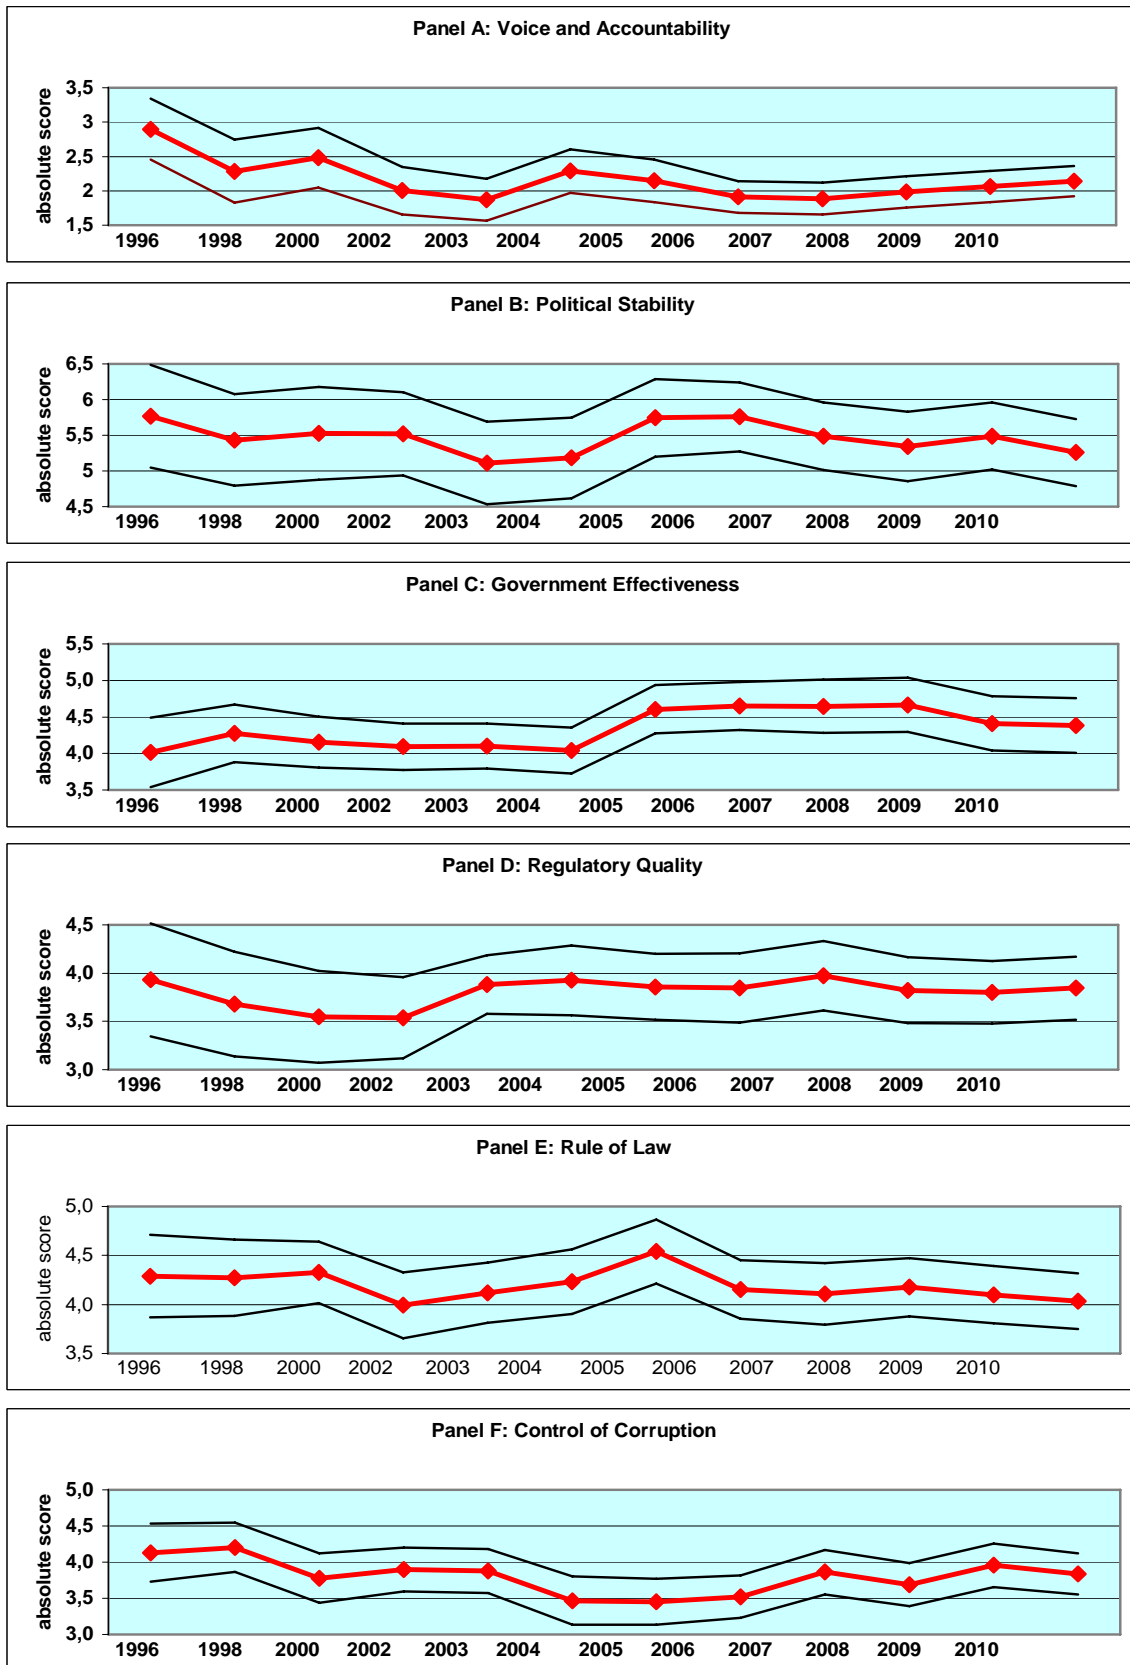 Panel A: Voice and Accountability
absolute score
3,5
3
2,5
2
1,5
1996 1998 2000 2002 2003 2004 2005 2006 2007 2008 2009 2010
Panel B: Political Stability
absolute score
6,5
6
5,5
5
4,5
1996 1998 2000 2002 2003 2004 2005 2006 2007 2008 2009 2010
Panel C: Government Effectiveness
absolute score
5,5
5,0
4,5
4,0
3,5
1996 1998 2000 2002 2003 2004 2005 2006 2007 2008 2009 2010
Panel D: Regulatory Quality
absolute score
4,5
4,0
3,5
3,0
1996 1998 2000 2002 2003 2004 2005 2006 2007 2008 2009 2010
Panel E: Rule of Law
absolute score
5,0
4,5
4,0
3,5
1996 1998 2000 2002 2003 2004 2005 2006 2007 2008 2009 2010
Panel F: Control of Corruption
absolute score
5,0
4,5
4,0
3,5
3,0
1996 1998 2000 2002 2003 2004 2005 2006 2007 2008 2009 2010